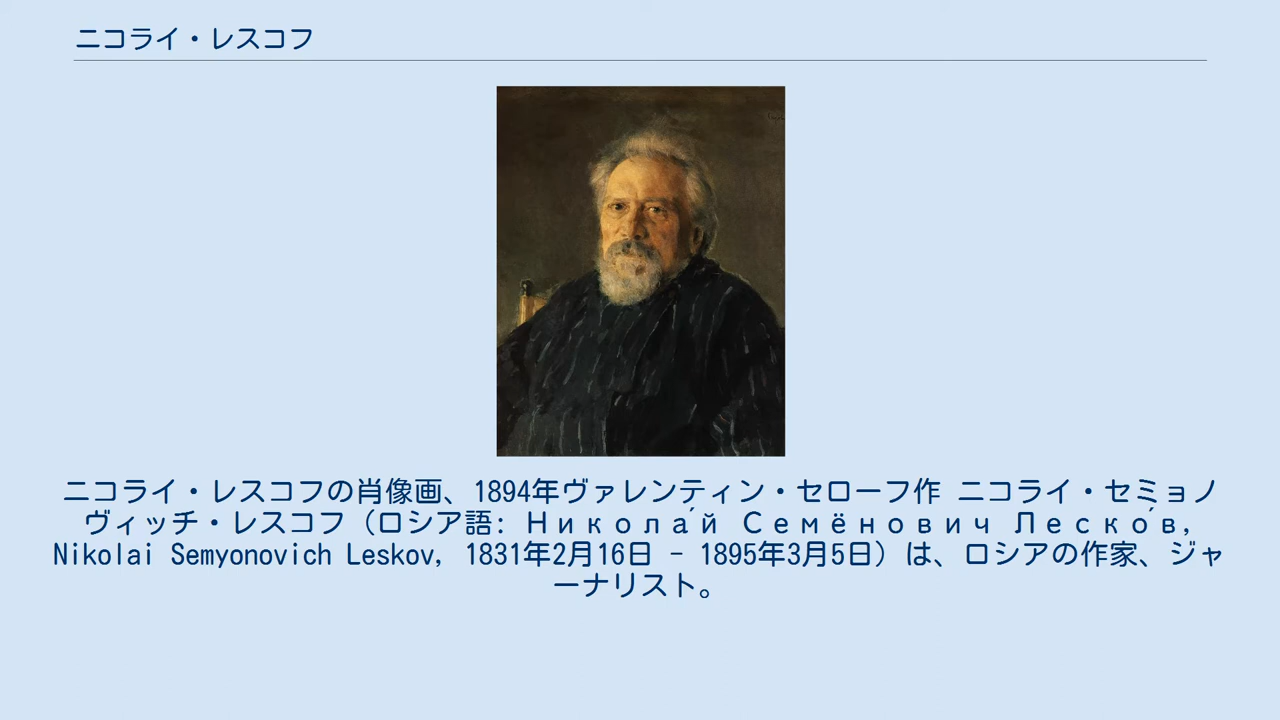 ニコライ・レスコフ
ニコライ・レスコフの肖像画、1894年ヴァレンティン・セローフ作 ニコライ・セミョノ
ヴィッチ・レスコフ（ロシア語: Никола́й Семёнович Леско́в,
Nikolai Semyonovich Leskov, 1831年2月16日 - 1895年3月5日）は、ロシアの作家、ジャ
ーナリスト。